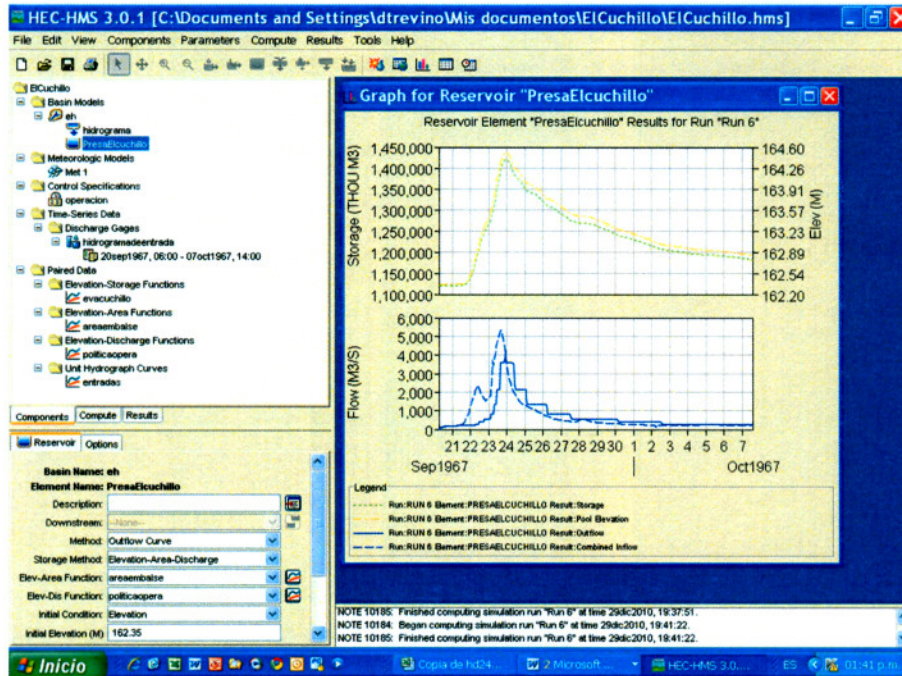 HEC-HMS 3.0.1 [C:\Documents and Settings\dtrevino\Mis documentos\ElCuchillo\ElCuchillo.hms]
File Edit View Components Parameters Compute Results Tools Help
ElCuchillo
Basin Models
eh
hidrograma
PresaElcuchillo
Meteorologic Models
Met 1
Control Specifications
operacion
Time-Series Data
Discharge Gages
hidrogramadeentrada
20sep1967, 06:00 - 07oct1967, 14:00
Paired Data
Elevation-Storage Functions
evacuchillo
Elevation-Area Functions
areaembalse
Elevation-Discharge Functions
politicaopera
Unit Hydrograph Curves
entradas
Components Compute Results
Reservoir Options
Basin Name: eh
Element Name: PresaElcuchillo
Description:
Downstream: --None--
Method: Outflow Curve
Storage Method: Elevation-Area-Discharge
Elev-Area Function: areaembalse
Elev-Dis Function: politicaopera
Initial Condition: Elevation
Initial Elevation (M) 162.35
Graph for Reservoir "PresaElcuchillo"
Reservoir Element "PresaElcuchillo" Results for Run "Run 6"
Storage (THOU M3)
1,450,000
1,400,000
1,350,000
1,300,000
1,250,000
1,200,000
1,150,000
1,100,000
164.60
164.26
163.91
163.57
163.23
162.89
162.54
162.20
Elev (M)
Flow (M3/S)
6,000
5,000
4,000
3,000
2,000
1,000
0
21 22 23 24 25 26 27 28 29 30 1 2 3 4 5 6 7
Sep1967 Oct1967
Legend
Run:RUN 6 Element:PRESAELCUCHILLO Result:Storage
Run:RUN 6 Element:PRESAELCUCHILLO Result:Pool Elevation
Run:RUN 6 Element:PRESAELCUCHILLO Result:Outflow
Run:RUN 6 Element:PRESAELCUCHILLO Result:Combined Inflow
NOTE 10185: Finished computing simulation run "Run 6" at time 29dic2010, 19:37:51.
NOTE 10184: Began computing simulation run "Run 6" at time 29dic2010, 19:41:22.
NOTE 10185: Finished computing simulation run "Run 6" at time 29dic2010, 19:41:22.
Inicio Copia de hd24... 2 Microsoft ... HEC-HMS 3.0.... ES 01:41 p.m.